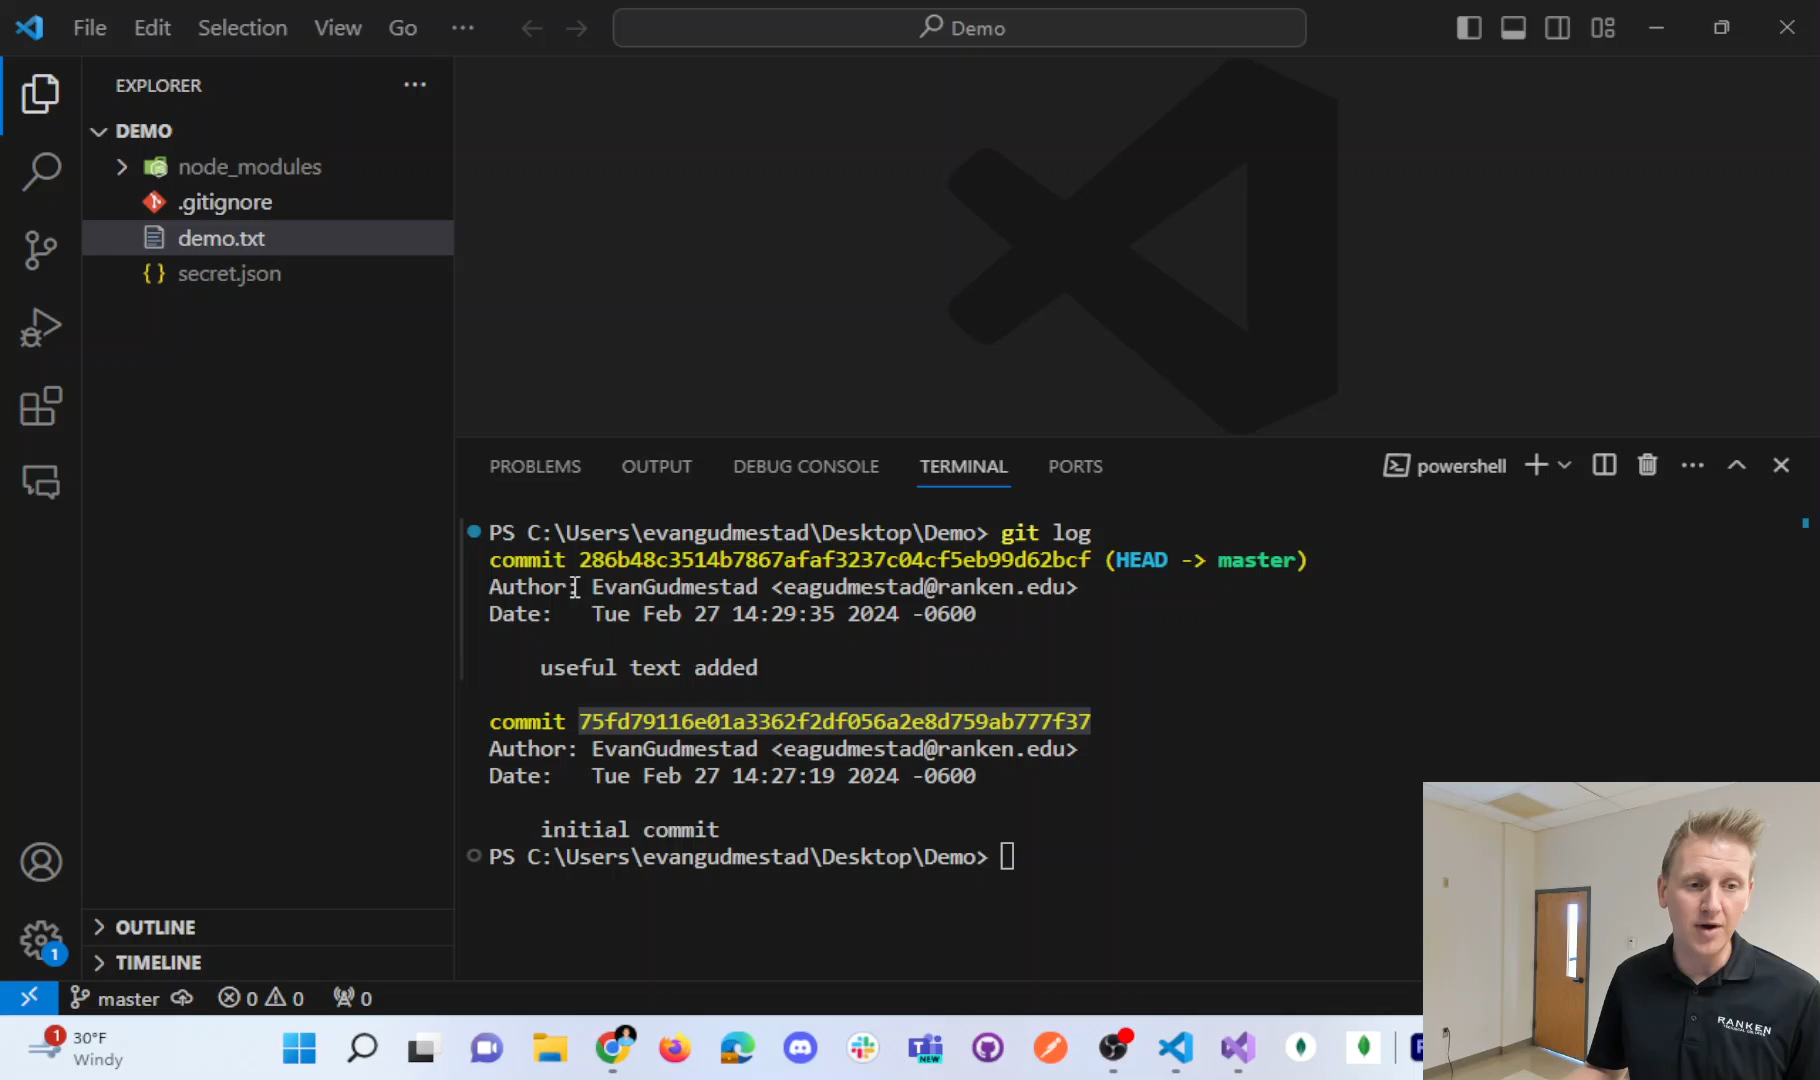 File Edit Selection View Go ···
Demo
EXPLORER ···
DEMO
node_modules
.gitignore
demo.txt
{} secret.json
PROBLEMS OUTPUT DEBUG CONSOLE TERMINAL PORTS
powershell
PS C:\Users\evangudmestad\Desktop\Demo> git log
commit 286b48c3514b7867afaf3237c04cf5eb99d62bcf (HEAD -> master)
Author: EvanGudmestad <eagudmestad@ranken.edu>
Date:   Tue Feb 27 14:29:35 2024 -0600
useful text added
commit 75fd79116e01a3362f2df056a2e8d759ab777f37
Author: EvanGudmestad <eagudmestad@ranken.edu>
Date:   Tue Feb 27 14:27:19 2024 -0600
initial commit
PS C:\Users\evangudmestad\Desktop\Demo>
OUTLINE
1
TIMELINE
master 0 0 0
1
30°F
Windy
NEW
RANKEN